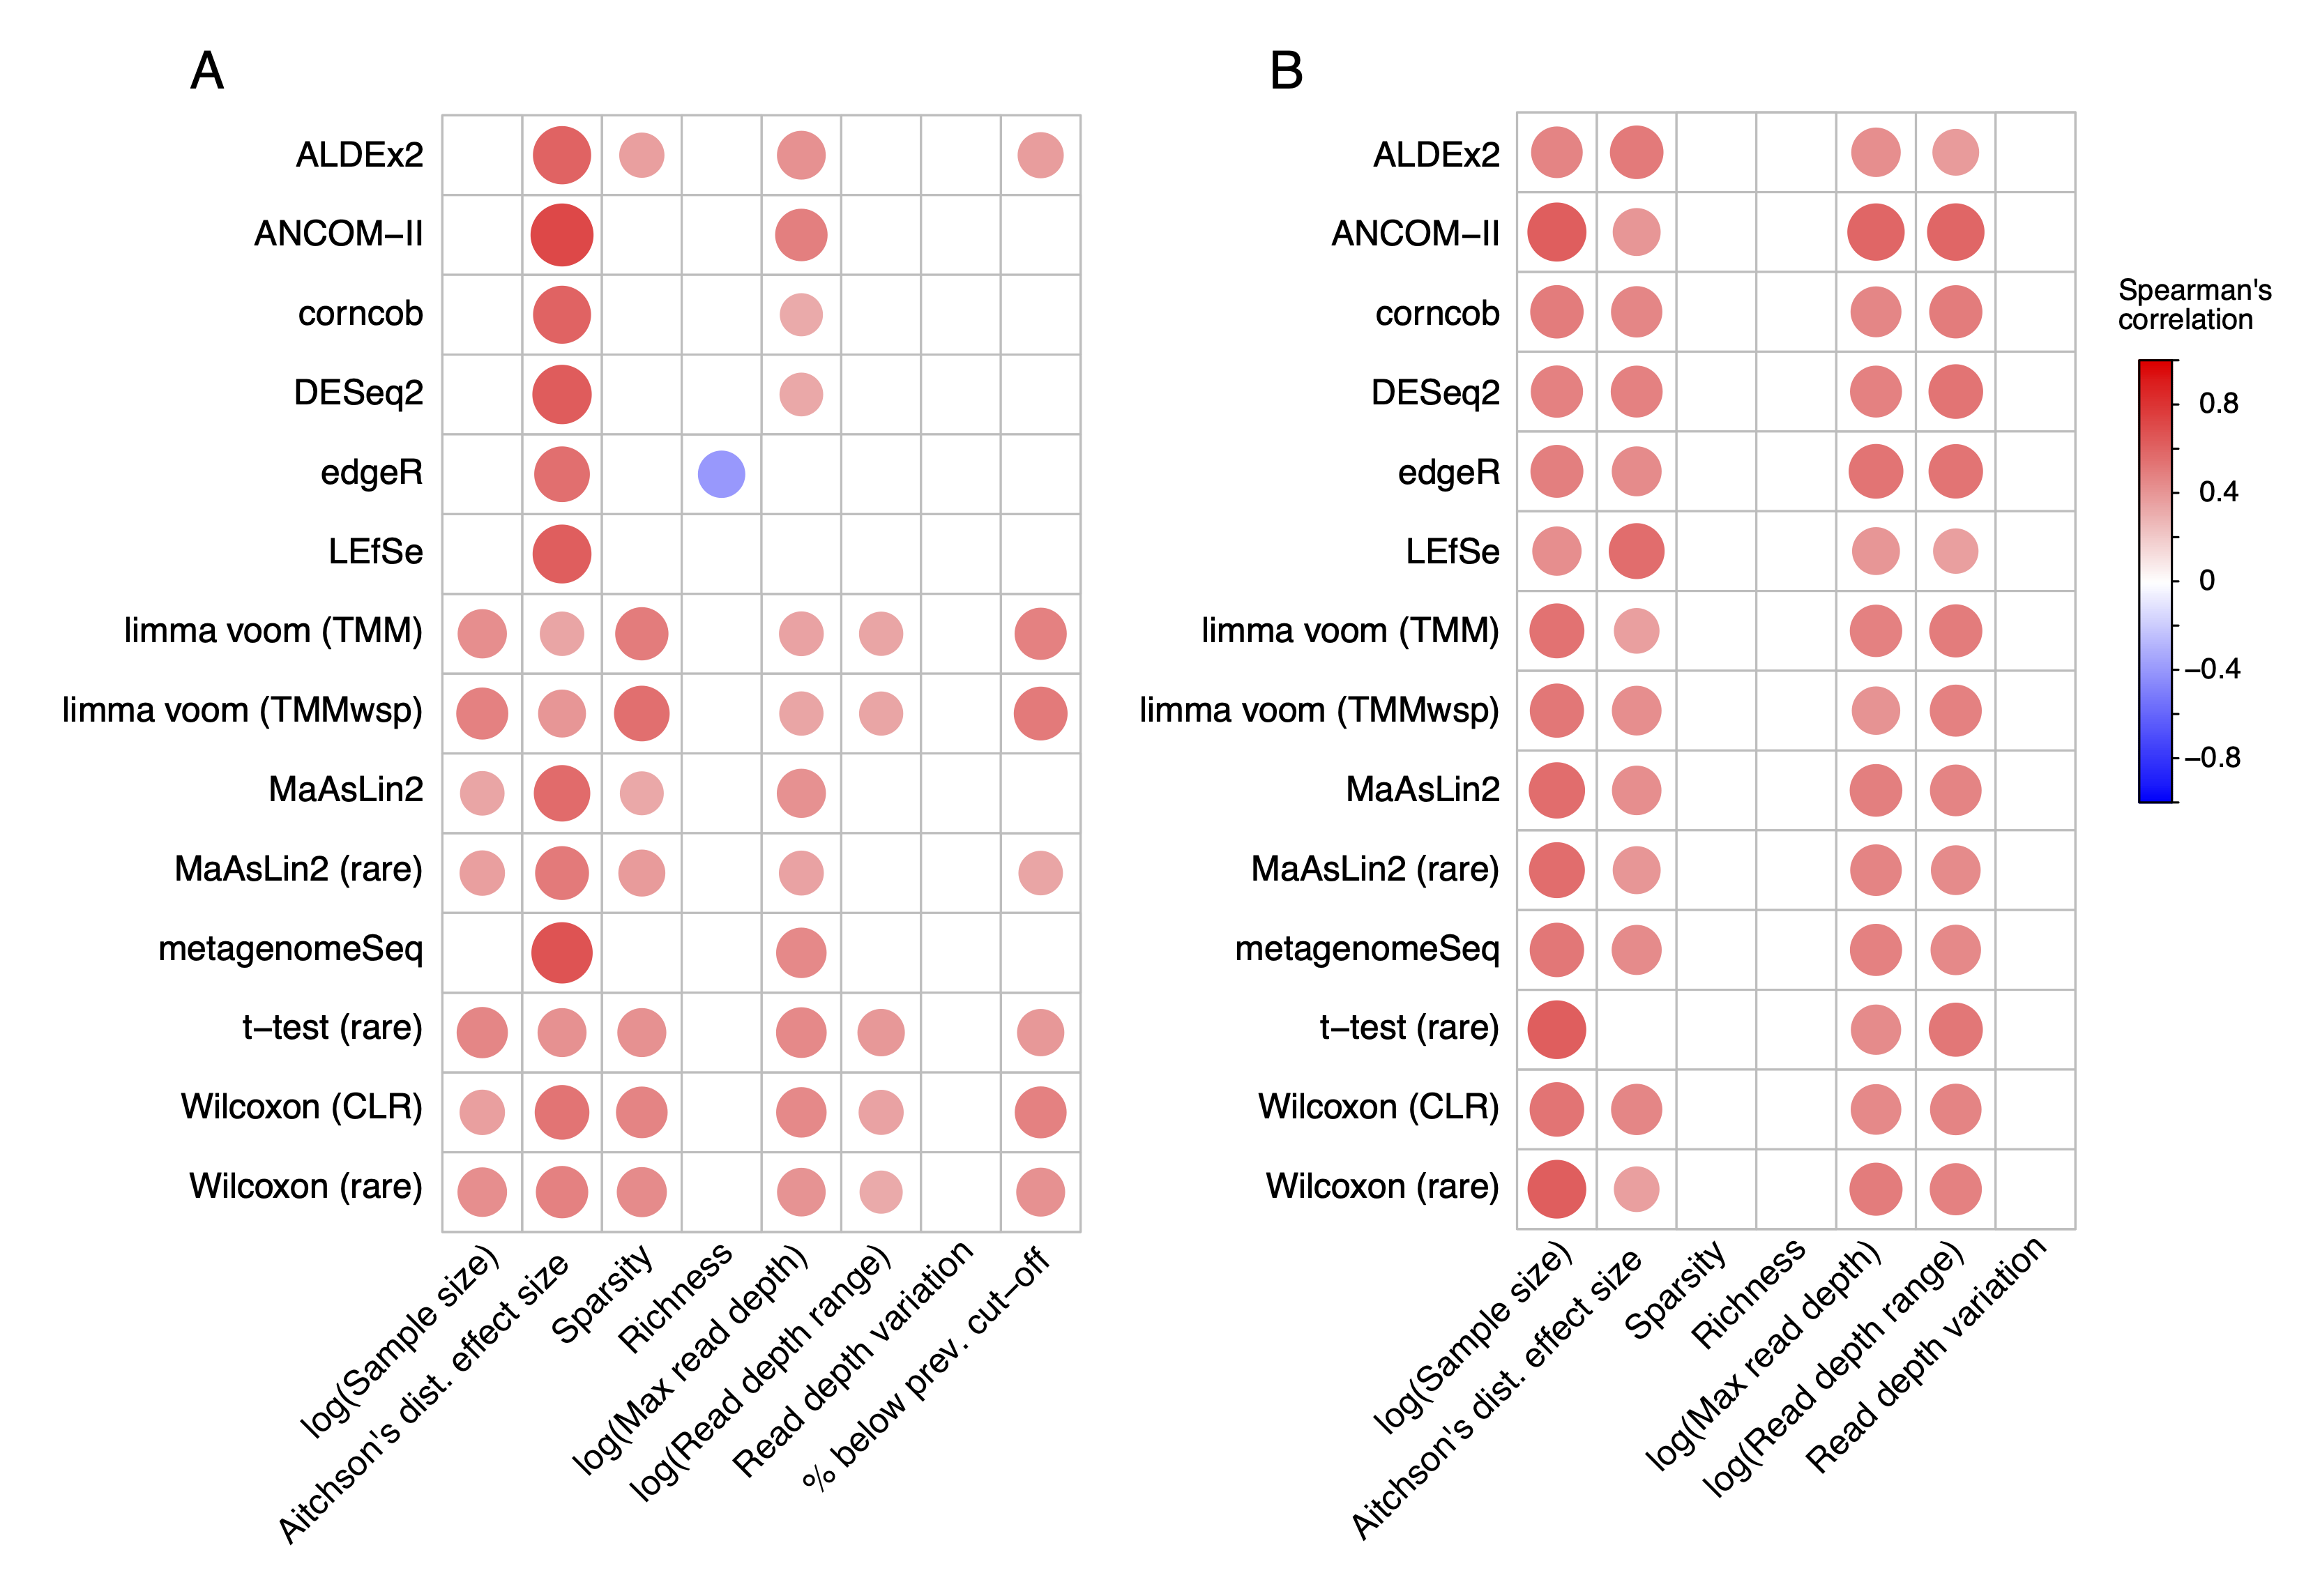 A
ALDEx2
ANCOM−II
corncob
DESeq2
edgeR
LEfSe
limma voom (TMM)
limma voom (TMMwsp)
MaAsLin2
MaAsLin2 (rare)
metagenomeSeq
t−test (rare)
Wilcoxon (CLR)
Wilcoxon (rare)
log(Sample size)
Aitchson's dist. effect size
Sparsity
Richness
log(Max read depth)
log(Read depth range)
Read depth variation
% below prev. cut−off
B
ALDEx2
ANCOM−II
corncob
DESeq2
edgeR
LEfSe
limma voom (TMM)
limma voom (TMMwsp)
MaAsLin2
MaAsLin2 (rare)
metagenomeSeq
t−test (rare)
Wilcoxon (CLR)
Wilcoxon (rare)
log(Sample size)
Aitchson's dist. effect size
Sparsity
Richness
log(Max read depth)
log(Read depth range)
Read depth variation
Spearman's
correlation
0.8
0.4
0
−0.4
−0.8